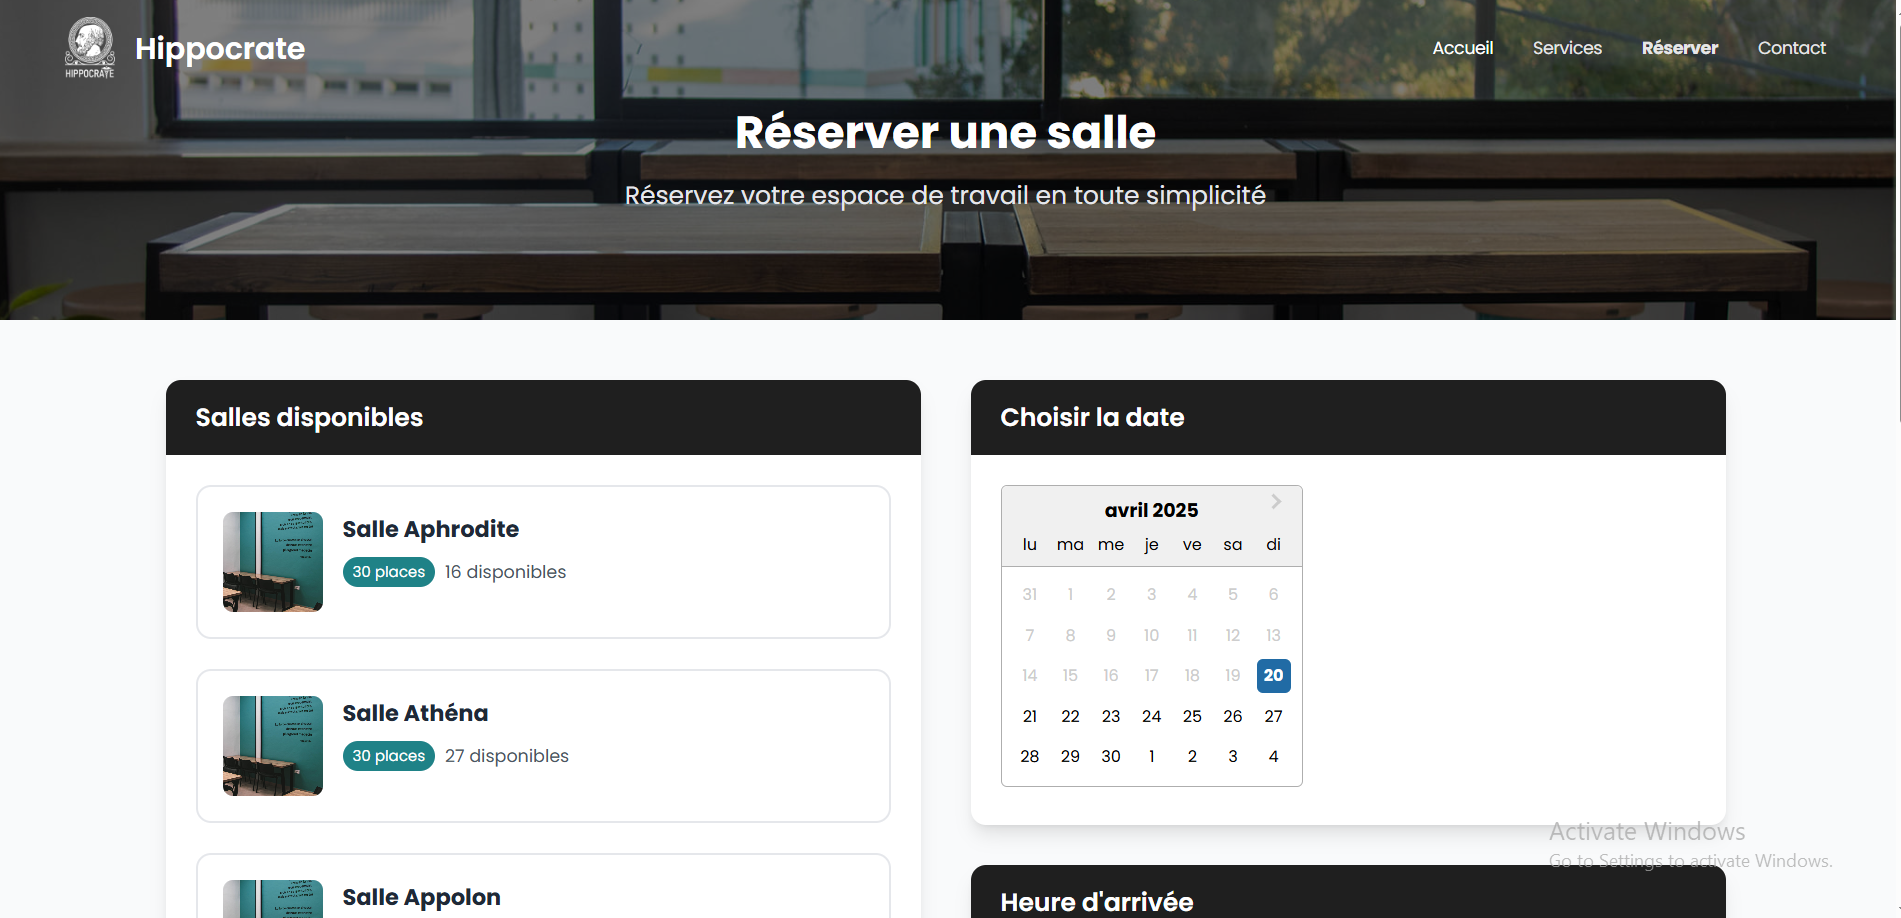 HIPPOCRATE
Hippocrate
Accueil
Services
Réserver
Contact
Réserver une salle
Réservez votre espace de travail en toute simplicité
Salles disponibles
Salle Aphrodite
30 places
16 disponibles
Salle Athéna
30 places
27 disponibles
Salle Appolon
Choisir la date
avril 2025
lu ma me je ve sa di
31 1 2 3 4 5 6
7 8 9 10 11 12 13
14 15 16 17 18 19 20
21 22 23 24 25 26 27
28 29 30 1 2 3 4
Heure d'arrivée
Activate Windows
Go to Settings to activate Windows.